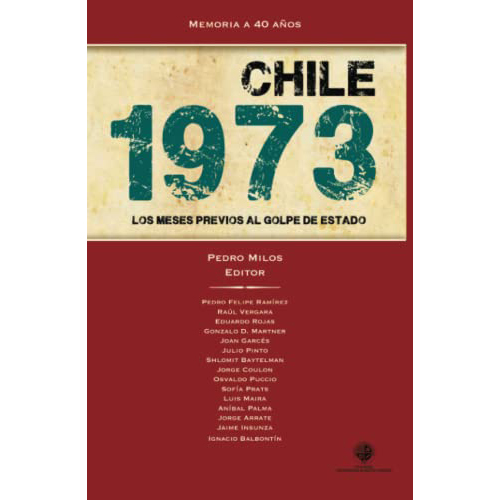 MEMORIA A 40 AÑOS
CHILE
1973
LOS MESES PREVIOS AL GOLPE DE ESTADO
PEDRO MILOS
EDITOR
PEDRO FELIPE RAMÍREZ
RAÚL VERGARA
EDUARDO ROJAS
GONZALO D. MARTNER
JOAN GARCÉS
JULIO PINTO
SHLOMIT BAYTELMAN
JORGE COULON
OSVALDO PUCCIO
SOFÍA PRATS
LUIS MAIRA
ANÍBAL PALMA
JORGE ARRATE
JAIME INSUNZA
IGNACIO BALBONTÍN